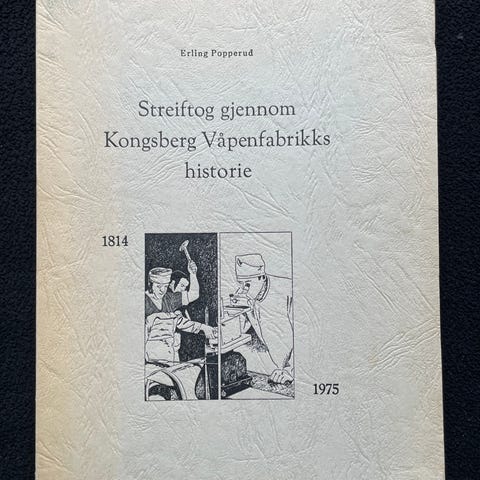 Erling Popperud
Streiftog gjennom
Kongsberg Våpenfabrikks
historie
1814
1975